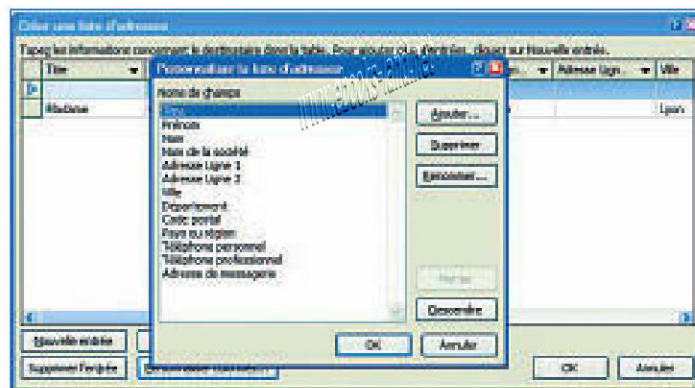 Créer une liste d'adresses
Tapez les informations concernant le destinataire dans la table. Pour ajouter plus d'entrées, cliquez sur Nouvelle entrée.
Titre
Adresse Lign...
Ville
Madame
Lyon
Personnaliser la liste d'adresses
Noms de champs
Titre
Prénom
Nom
Nom de la société
Adresse Ligne 1
Adresse Ligne 2
Ville
Département
Code postal
Pays ou région
Téléphone personnel
Téléphone professionnel
Adresse de messagerie
Ajouter...
Supprimer
Renommer...
Monter
Descendre
OK
Annuler
Nouvelle entrée
Supprimer l'entrée
OK
Annuler